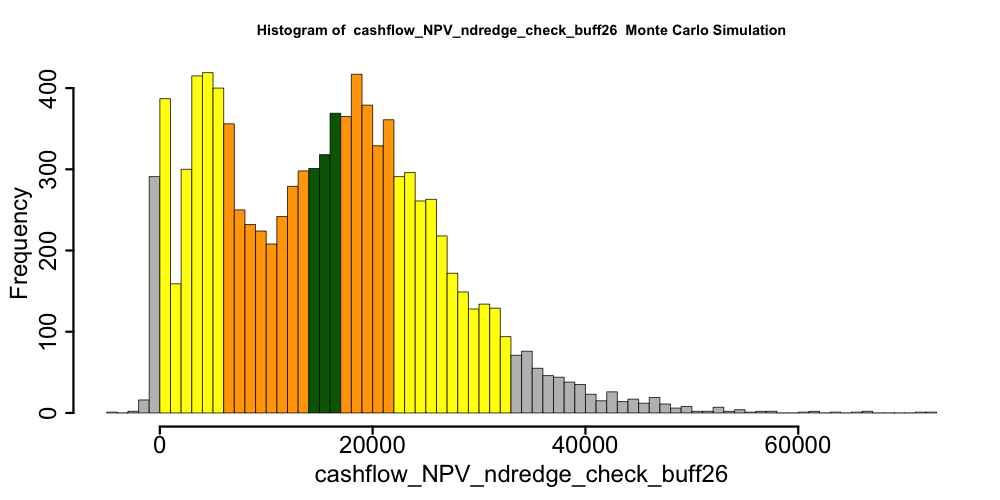 Histogram of  cashflow_NPV_ndredge_check_buff26  Monte Carlo Simulation
Frequency
400
300
200
100
0
0 20000 40000 60000
cashflow_NPV_ndredge_check_buff26